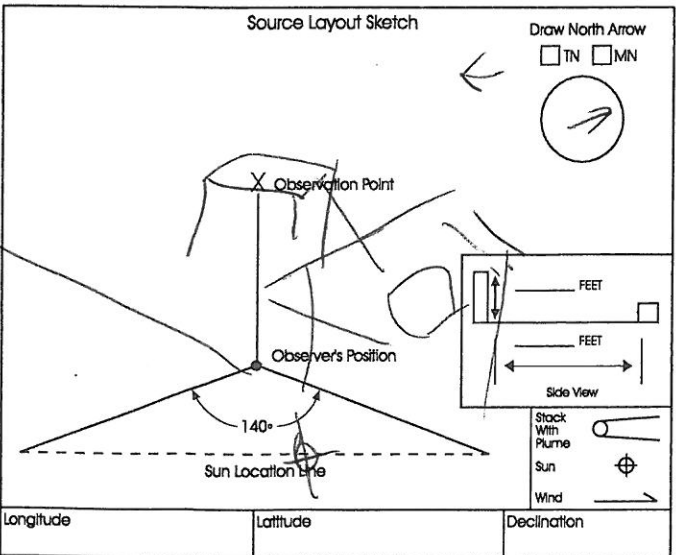 Source Layout Sketch
Draw North Arrow
TN MN
X Observation Point
FEET
Observer's Position
FEET
Side View
140°
Stack
With
Plume
Sun Location Line
Sun
Wind
Longitude Latitude Declination